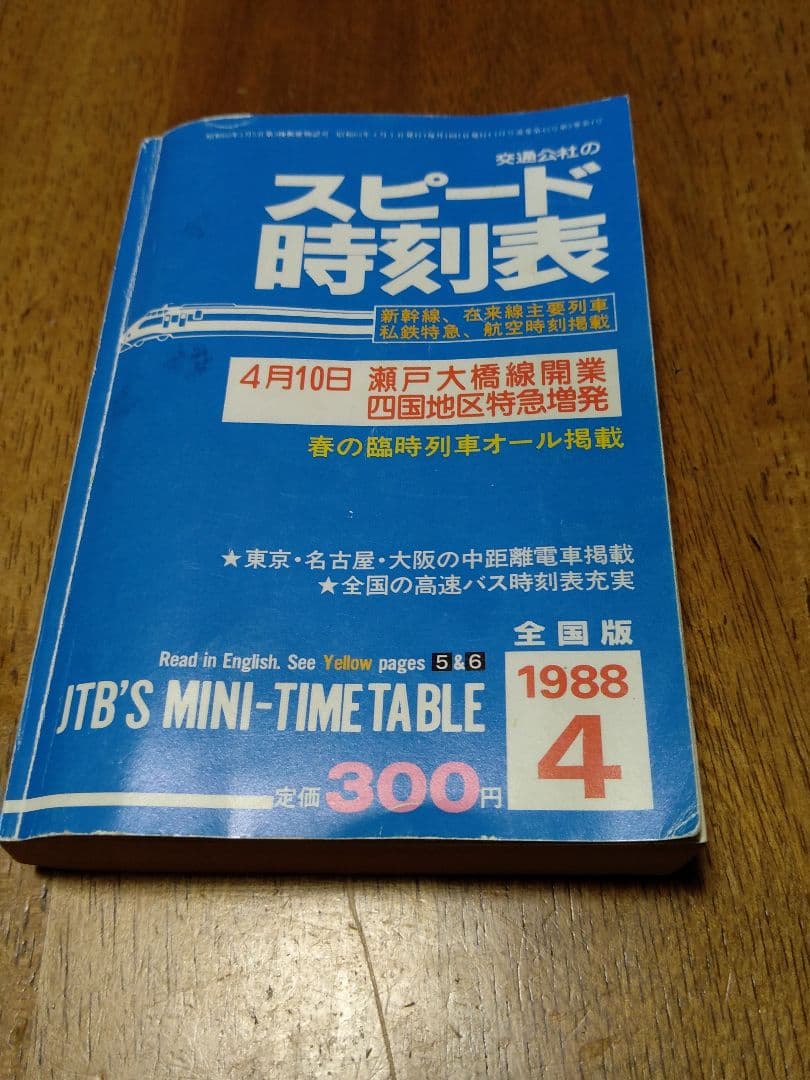 交通公社の
スピード
時刻表
新幹線、在来線主要列車
私鉄特急、航空時刻掲載
4月10日 瀬戸大橋線開業
四国地区特急増発
春の臨時列車オール掲載
★東京・名古屋・大阪の中距離電車掲載
★全国の高速バス時刻表充実
全国版
Read in English. See Yellow pages 5 & 6
1988
JTB'S MINI-TIMETABLE
4
定価300円